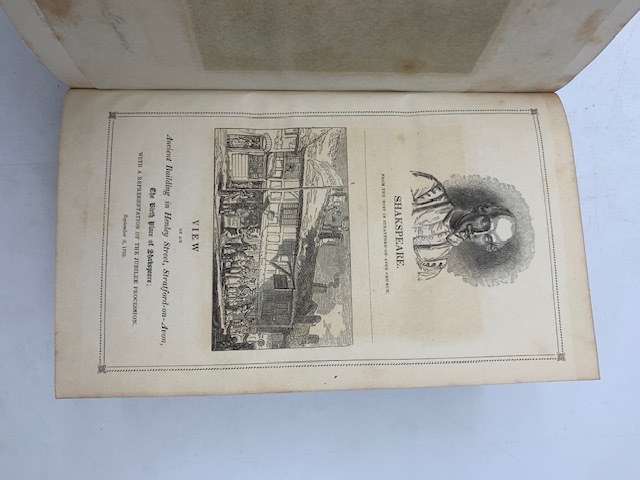 SHAKSPEARE.
FROM THE BUST IN STRATFORD-ON-AVON CHURCH.
VIEW
OF AN
Ancient Building in Henley Street, Stratford-on-Avon,
The Birth Place of Shakspeare:
WITH A REPRESENTATION OF THE JUBILEE PROCESSION.
September 6, 1769.